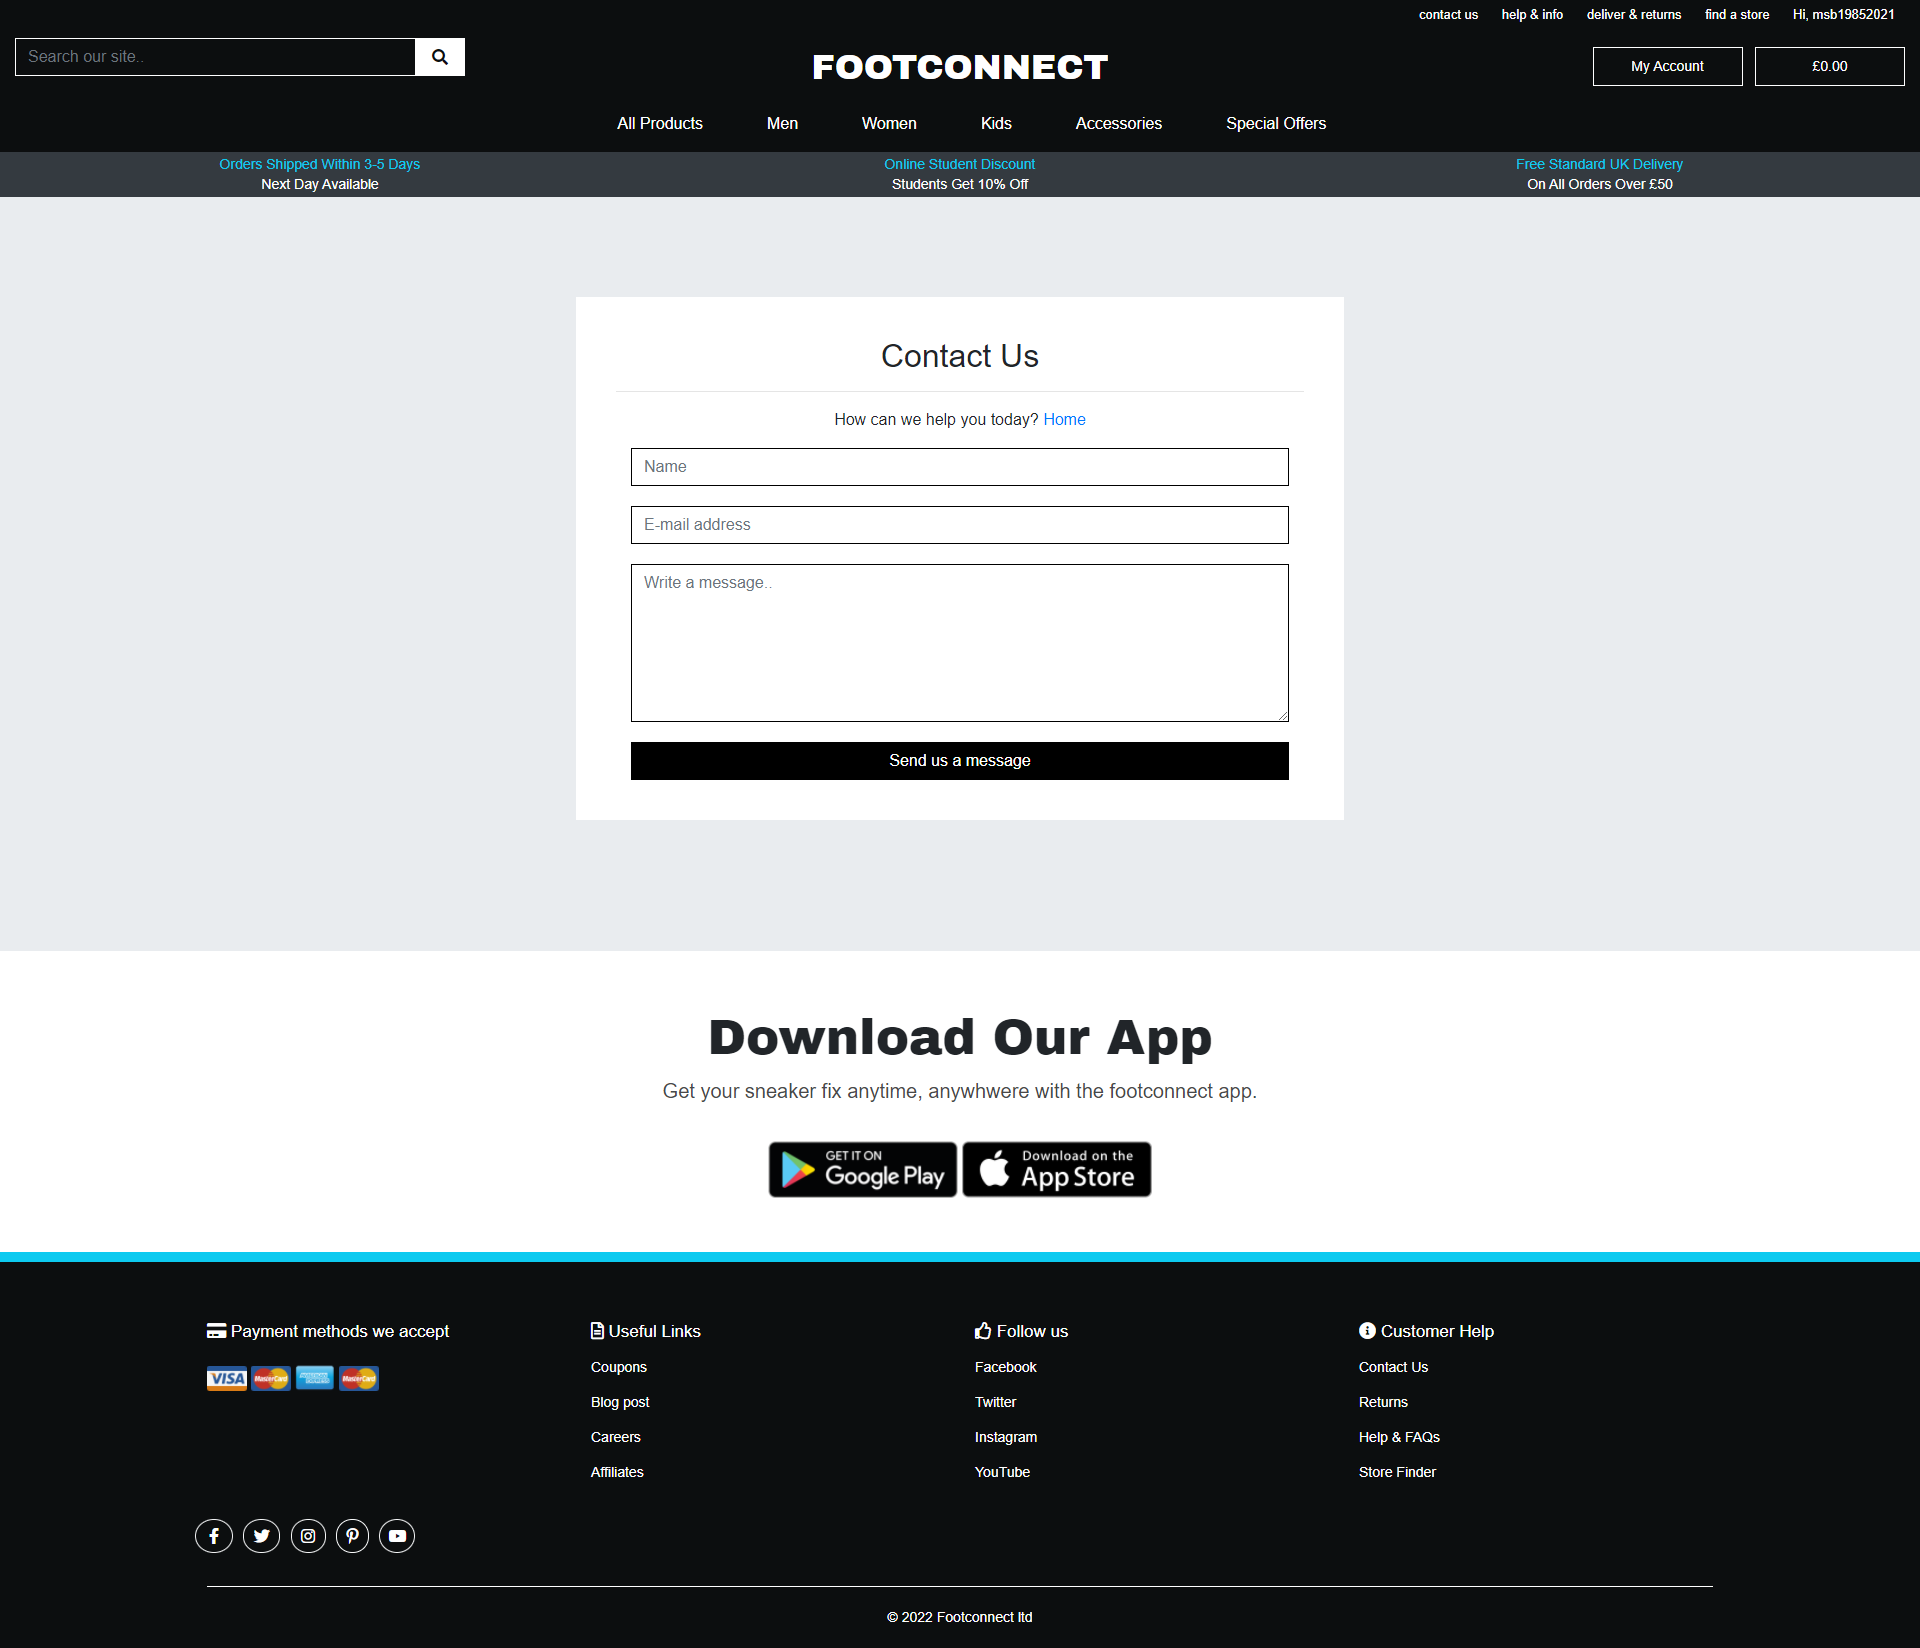 contact us help & info deliver & returns find a store Hi, msb19852021
Search our site..
FOOTCONNECT
My Account £0.00
All Products Men Women Kids Accessories Special Offers
Orders Shipped Within 3-5 Days Online Student Discount Free Standard UK Delivery
Next Day Available Students Get 10% Off On All Orders Over £50
Contact Us
How can we help you today? Home
Name
E-mail address
Write a message..
Send us a message
Download Our App
Get your sneaker fix anytime, anywhwere with the footconnect app.
GET IT ON
Google Play
Download on the
App Store
Payment methods we accept
VISA MasterCard MasterCard
Useful Links
Coupons
Blog post
Careers
Affiliates
Follow us
Facebook
Twitter
Instagram
YouTube
Customer Help
Contact Us
Returns
Help & FAQs
Store Finder
© 2022 Footconnect ltd